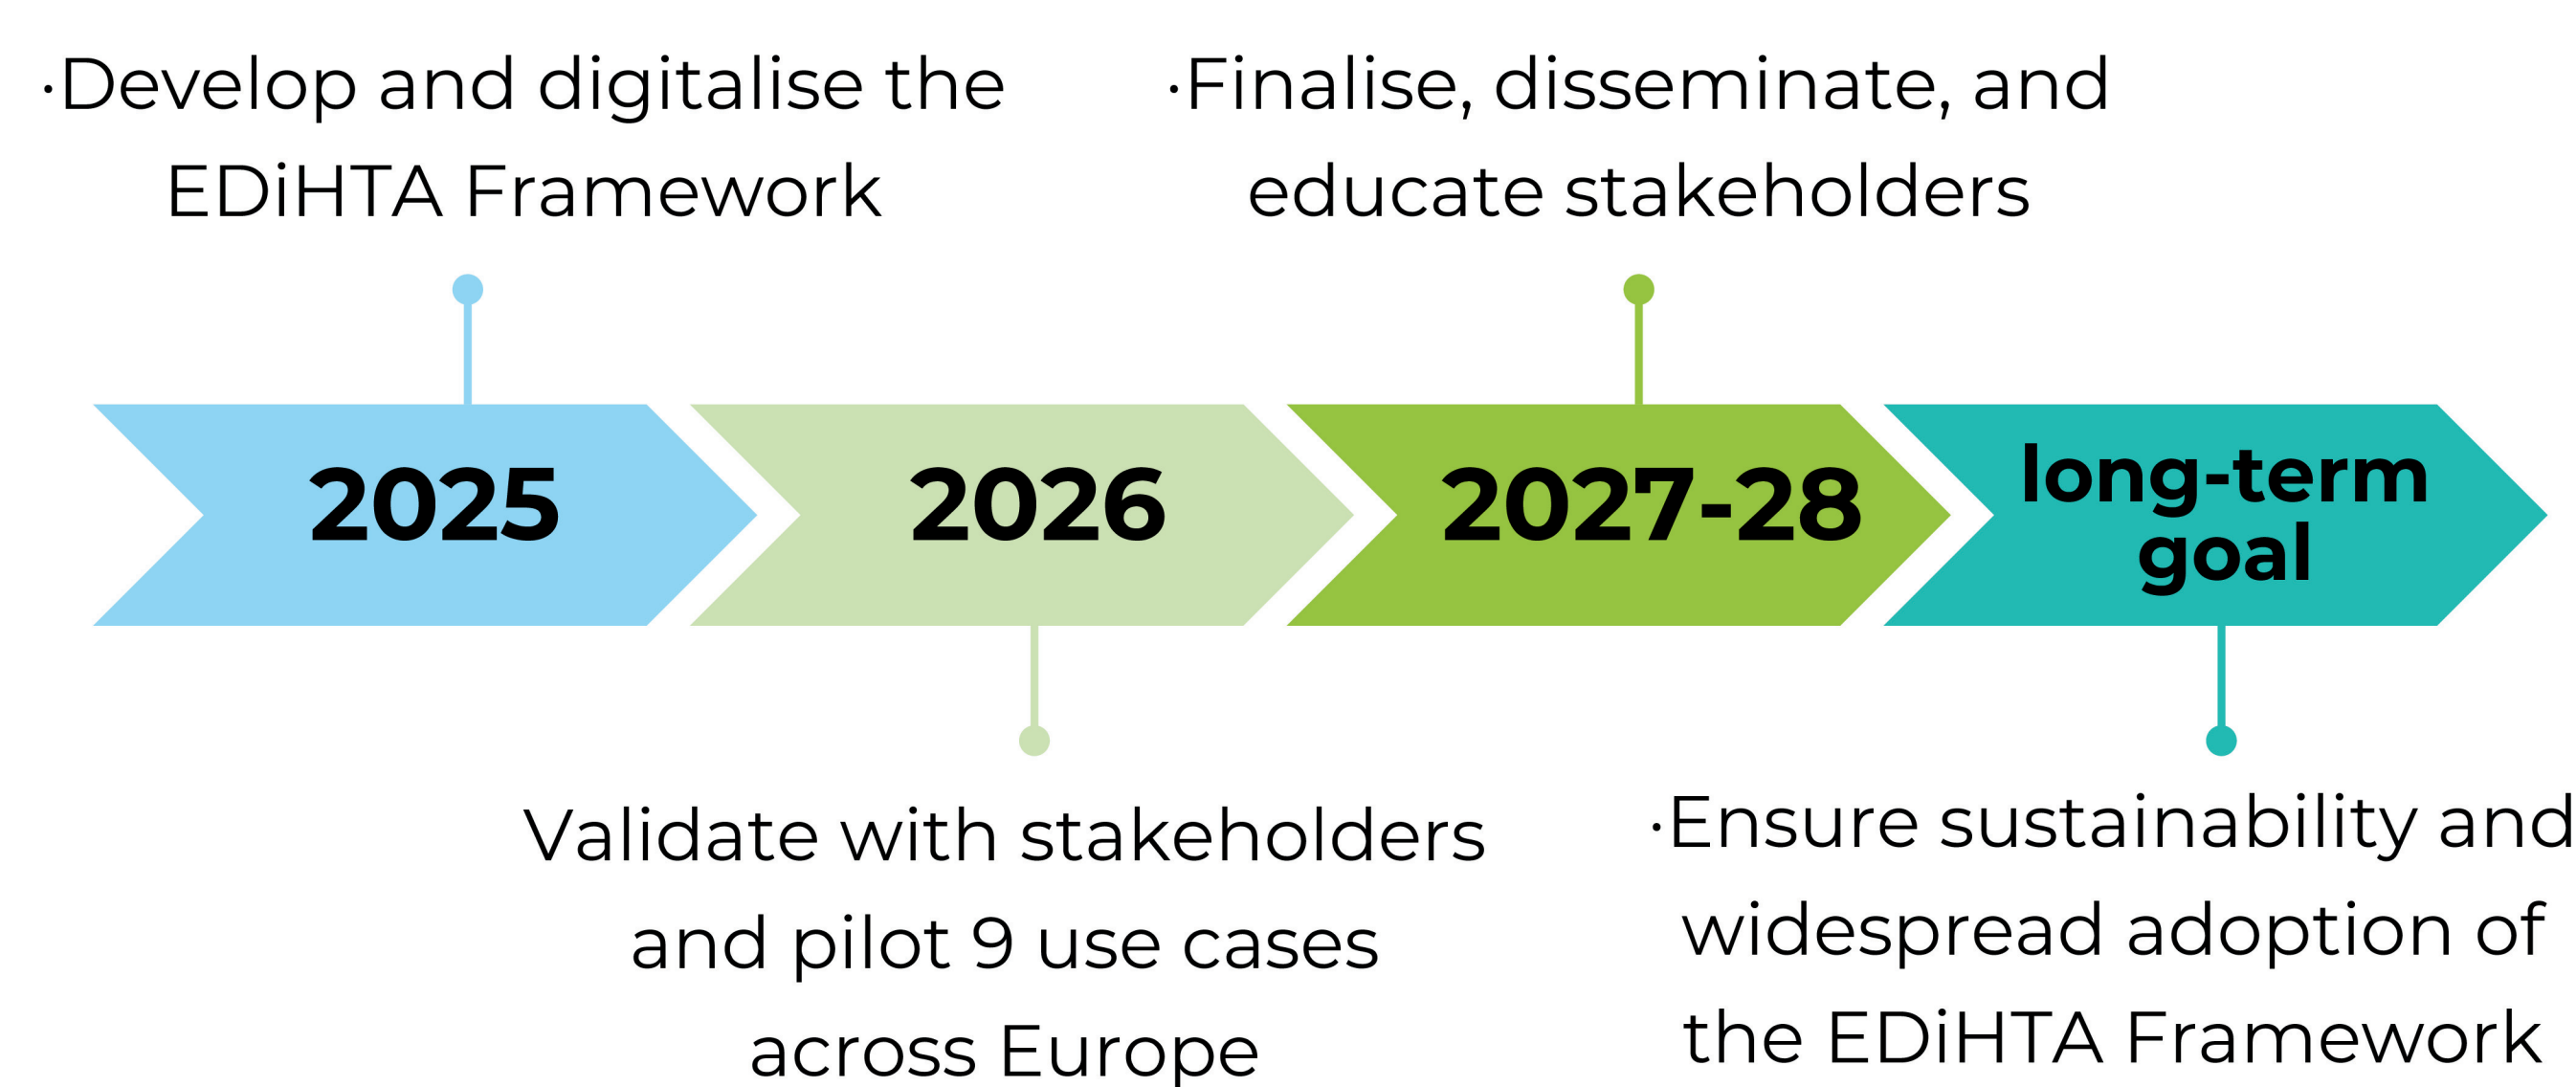 ·Develop and digitalise the
EDiHTA Framework
·Finalise, disseminate, and
educate stakeholders
2025
2026
2027-28
long-term
goal
Validate with stakeholders
and pilot 9 use cases
across Europe
·Ensure sustainability and
widespread adoption of
the EDiHTA Framework